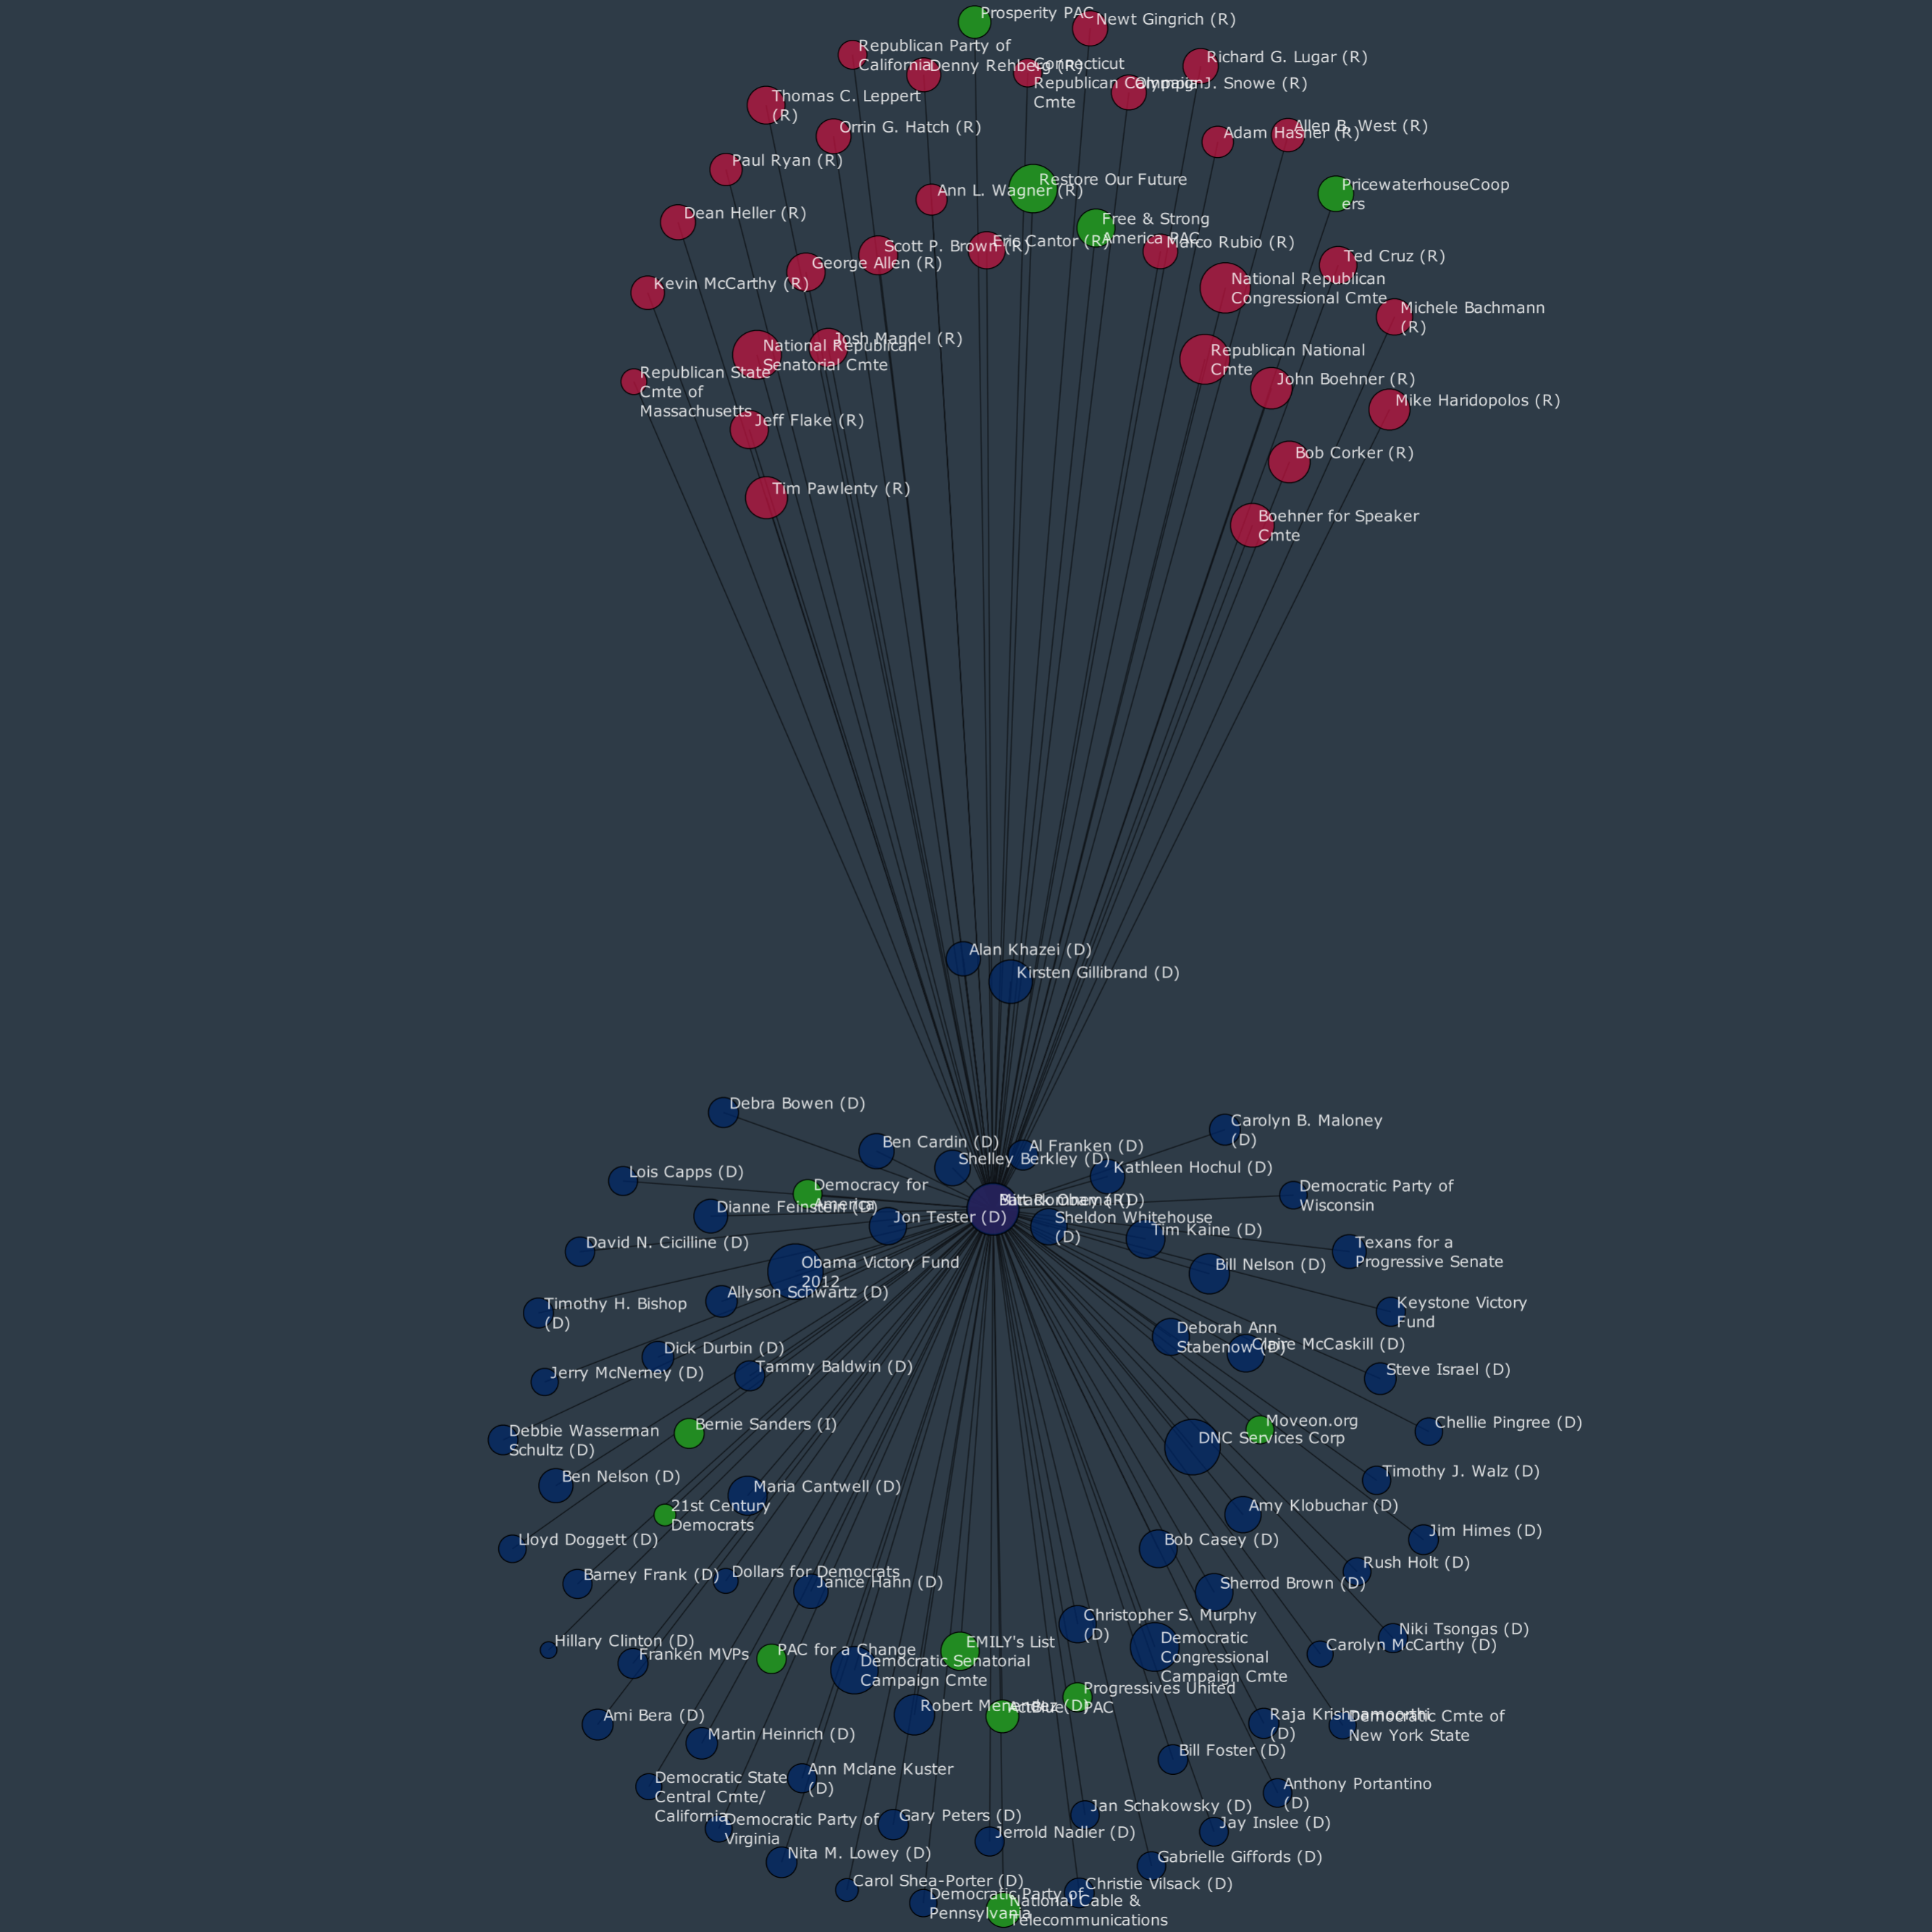 Prosperity PAC
Newt Gingrich (R)
Republican Party of
California
Denny Rehberg (R)
Connecticut
Republican Campaign
Cmte
Richard G. Lugar (R)
Olympia J. Snowe (R)
Thomas C. Leppert
(R)
Orrin G. Hatch (R)
Adam Hasner (R)
Allen B. West (R)
Paul Ryan (R)
Ann L. Wagner (R)
Restore Our Future
PricewaterhouseCoop
ers
Dean Heller (R)
Free & Strong
America PAC
Scott P. Brown (R)
Eric Cantor (R)
Marco Rubio (R)
George Allen (R)
Ted Cruz (R)
Kevin McCarthy (R)
National Republican
Congressional Cmte
Michele Bachmann
(R)
Josh Mandel (R)
National Republican
Senatorial Cmte
Republican National
Cmte
Republican State
Cmte of
Massachusetts
John Boehner (R)
Mike Haridopolos (R)
Jeff Flake (R)
Bob Corker (R)
Tim Pawlenty (R)
Boehner for Speaker
Cmte
Alan Khazei (D)
Kirsten Gillibrand (D)
Debra Bowen (D)
Carolyn B. Maloney
(D)
Ben Cardin (D)
Al Franken (D)
Shelley Berkley (D)
Kathleen Hochul (D)
Lois Capps (D)
Democracy for
America
Democratic Party of
Wisconsin
Mitt Romney (R)
Barack Obama (D)
Dianne Feinstein (D)
Jon Tester (D)
Sheldon Whitehouse
(D)
Tim Kaine (D)
David N. Cicilline (D)
Texans for a
Progressive Senate
Obama Victory Fund
2012
Bill Nelson (D)
Allyson Schwartz (D)
Timothy H. Bishop
(D)
Keystone Victory
Fund
Deborah Ann
Stabenow (D)
Claire McCaskill (D)
Dick Durbin (D)
Jerry McNerney (D)
Tammy Baldwin (D)
Steve Israel (D)
Debbie Wasserman
Schultz (D)
Bernie Sanders (I)
Moveon.org
DNC Services Corp
Chellie Pingree (D)
Ben Nelson (D)
Maria Cantwell (D)
Timothy J. Walz (D)
21st Century
Democrats
Amy Klobuchar (D)
Lloyd Doggett (D)
Bob Casey (D)
Jim Himes (D)
Barney Frank (D)
Dollars for Democrats
Janice Hahn (D)
Rush Holt (D)
Sherrod Brown (D)
Hillary Clinton (D)
Franken MVPs
PAC for a Change
EMILY's List
Christopher S. Murphy
(D)
Niki Tsongas (D)
Carolyn McCarthy (D)
Democratic Senatorial
Campaign Cmte
Democratic
Congressional
Campaign Cmte
Progressives United
PAC
Robert Menendez (D)
ActBlue
Ami Bera (D)
Martin Heinrich (D)
Raja Krishnamoorthi
(D)
Democratic Cmte of
New York State
Bill Foster (D)
Democratic State
Central Cmte/
California
Ann Mclane Kuster
(D)
Anthony Portantino
(D)
Democratic Party of
Virginia
Gary Peters (D)
Jan Schakowsky (D)
Jerrold Nadler (D)
Jay Inslee (D)
Nita M. Lowey (D)
Gabrielle Giffords (D)
Carol Shea-Porter (D)
Christie Vilsack (D)
Democratic Party of
Pennsylvania
National Cable &
Telecommunications